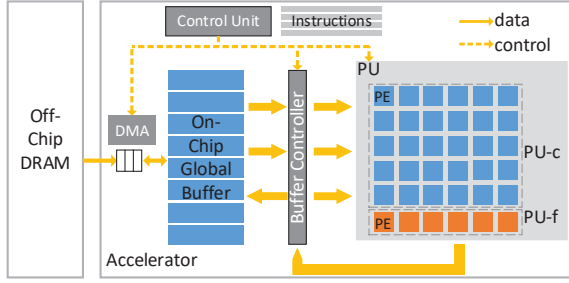 Control Unit
Instructions
data
control
PU
Off-
Chip
DRAM
DMA
On-
Chip
Global
Buffer
Buffer Controller
PE
PU-c
PE
PU-f
Accelerator